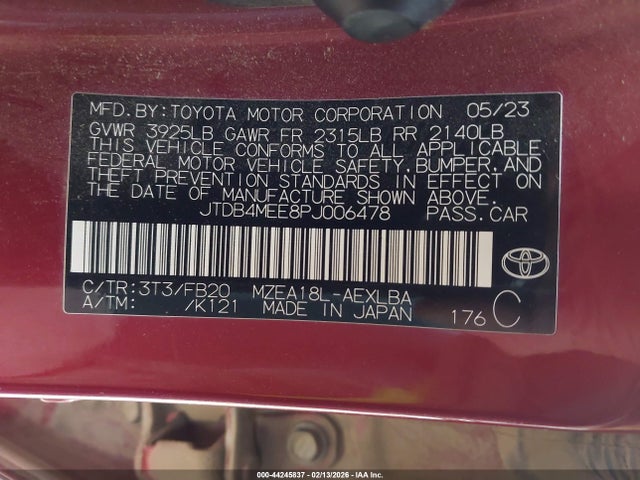 MFD.BY:TOYOTA MOTOR CORPORATION 05/23
GVWR 3925LB GAWR FR 2315LB RR 2140LB
THIS VEHICLE CONFORMS TO ALL APPLICABLE
FEDERAL MOTOR VEHICLE SAFETY,BUMPER,AND
THEFT PREVENTION STANDARDS IN EFFECT ON
THE DATE OF MANUFACTURE SHOWN ABOVE.
JTDB4MEE8PJ006478 PASS.CAR
C/TR:3T3/FB20 MZEA18L-AEXLBA
A/TM: /K121 MADE IN JAPAN 176 C
000-44245837 - 02/13/2026 - IAA Inc.